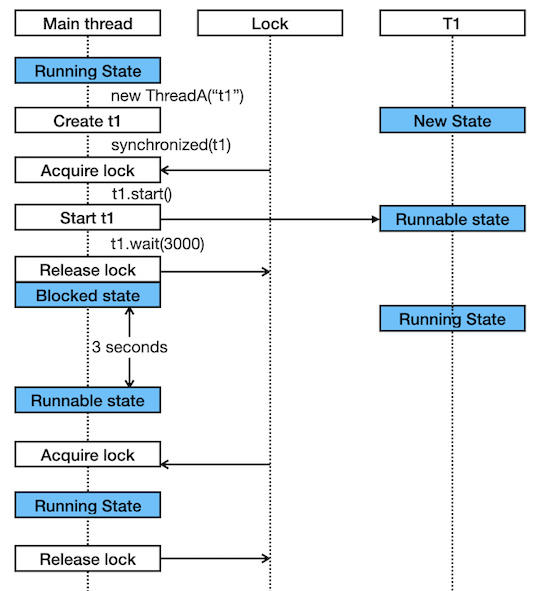 Main thread
Lock
T1
Running State
new ThreadA(“t1”)
Create t1
New State
synchronized(t1)
Acquire lock
t1.start()
Start t1
Runnable state
t1.wait(3000)
Release lock
Blocked state
Running State
3 seconds
Runnable state
Acquire lock
Running State
Release lock